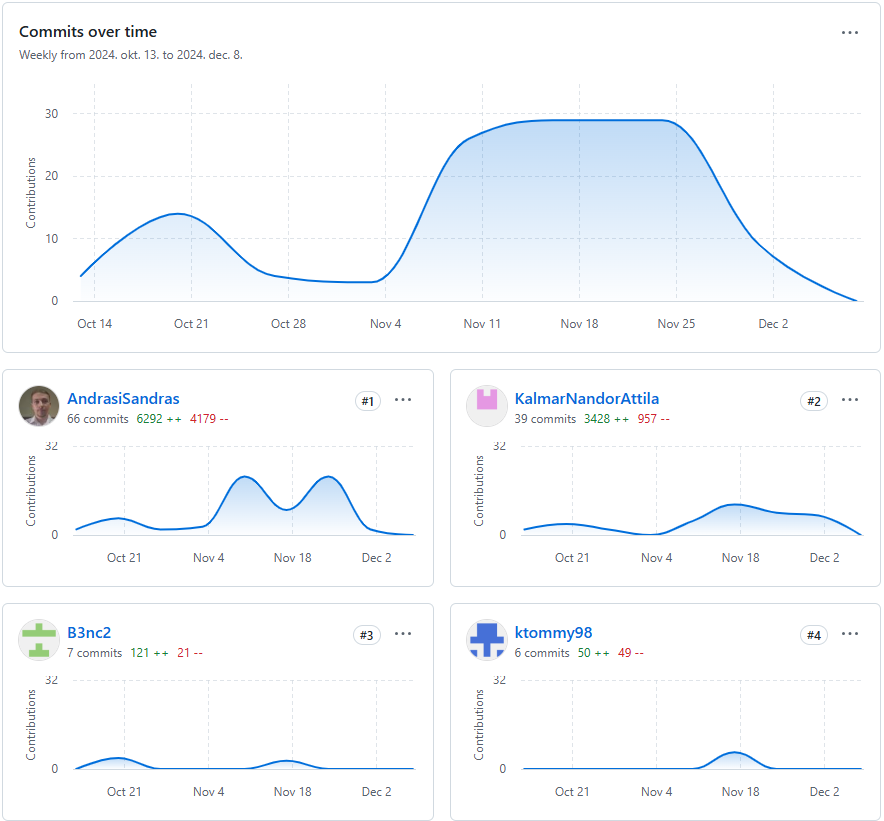 Commits over time
Weekly from 2024. okt. 13. to 2024. dec. 8.
Contributions
30
20
10
0
Oct 14 Oct 21 Oct 28 Nov 4 Nov 11 Nov 18 Nov 25 Dec 2
AndrasiSandras #1
66 commits 6292 ++ 4179 --
Contributions
32
0
Oct 21 Nov 4 Nov 18 Dec 2
KalmarNandorAttila #2
39 commits 3428 ++ 957 --
Contributions
32
0
Oct 21 Nov 4 Nov 18 Dec 2
B3nc2 #3
7 commits 121 ++ 21 --
Contributions
32
0
Oct 21 Nov 4 Nov 18 Dec 2
ktommy98 #4
6 commits 50 ++ 49 --
Contributions
32
0
Oct 21 Nov 4 Nov 18 Dec 2